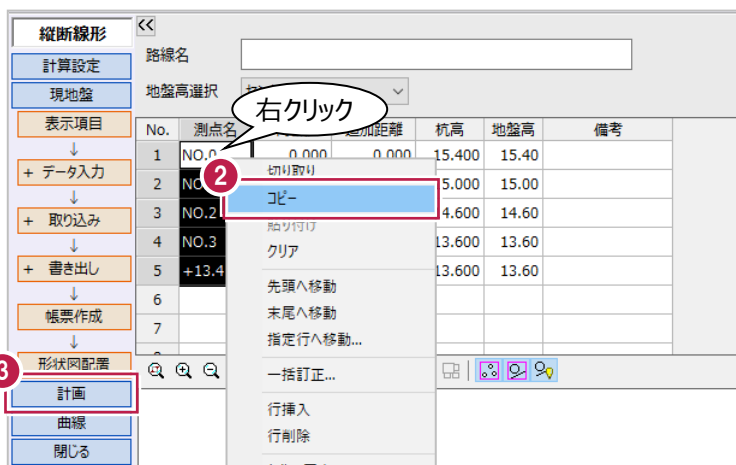 縦断線形
<<
計算設定
現地盤
表示項目
↓
+ データ入力
↓
+ 取り込み
↓
+ 書き出し
↓
帳票作成
↓
形状図配置
3
計画
曲線
閉じる
路線名
地盤高選択
右クリック
No. 測点名 追加距離 杭高 地盤高 備考
1 NO.0 0.000 0.000 15.400 15.40
2 NO 5.000 15.00
3 NO.2 4.600 14.60
4 NO.3 13.600 13.60
5 +13.4 13.600 13.60
6
7
2
切り取り
コピー
貼り付け
クリア
先頭へ移動
末尾へ移動
指定行へ移動...
一括訂正...
行挿入
行削除